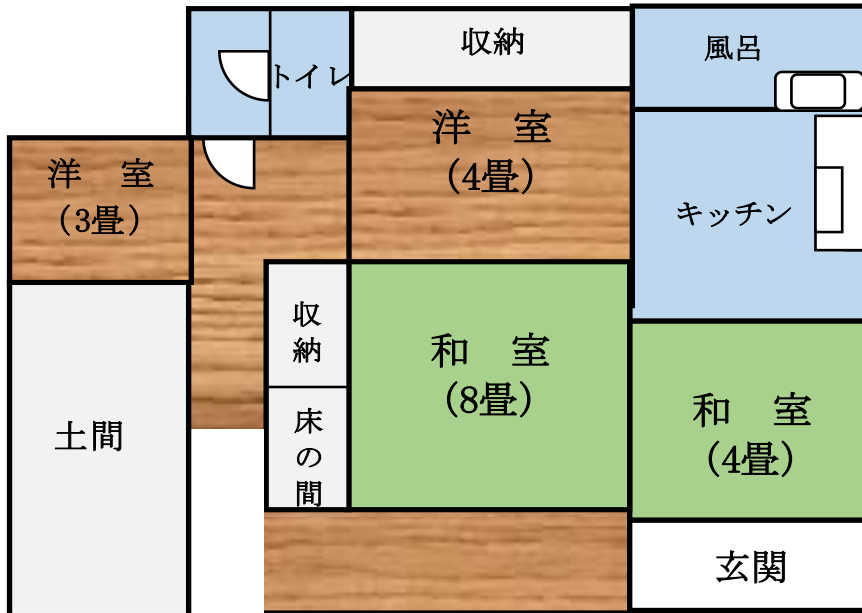 収納
風呂
トイレ
洋　室
（4畳）
洋　室
（3畳）
キッチン
収
納
和　室
（8畳）
床
の
間
和　室
（4畳）
土間
玄関